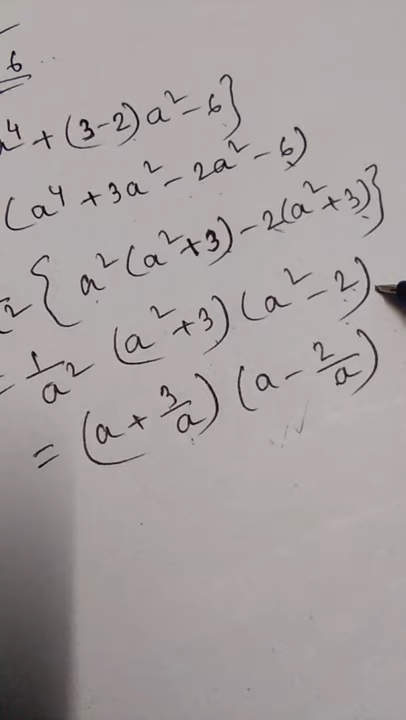 6
a⁴ + (3-2)a² - 6}
(a⁴ + 3a² - 2a² - 6)
{ a²(a²+3) - 2(a²+3)}
= 1/a² (a²+3) (a²-2)
= (a + 3/a) (a - 2/a)